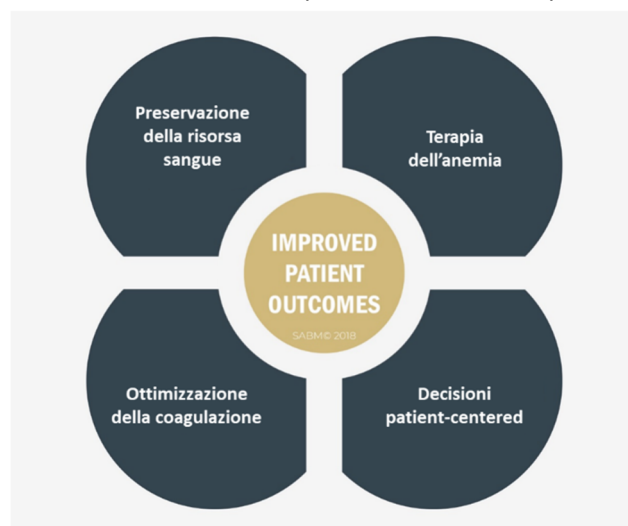 Preservazione
della risorsa
sangue
Terapia
dell'anemia
IMPROVED
PATIENT
OUTCOMES
SABM© 2018
Ottimizzazione
della coagulazione
Decisioni
patient-centered